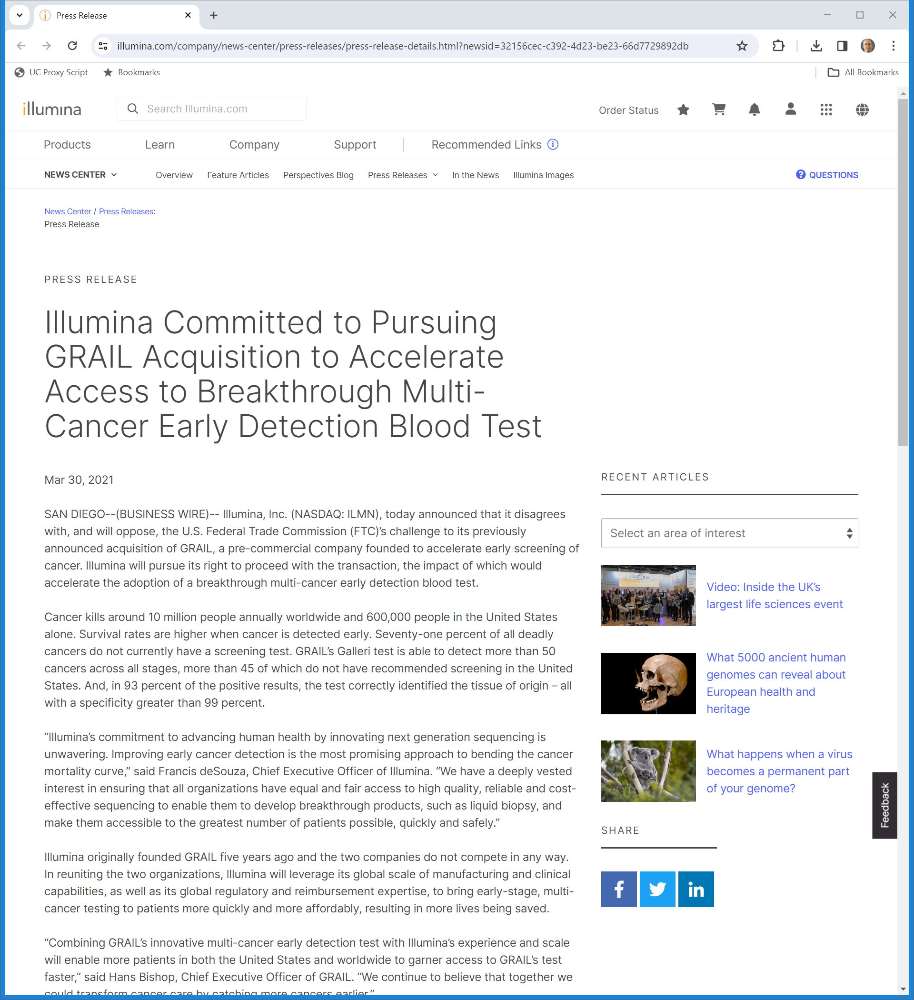 Press Release
illumina.com/company/news-center/press-releases/press-release-details.html?newsid=32156cec-c392-4d23-be23-66d7729892db
UC Proxy Script
Bookmarks
All Bookmarks
illumina
Search Illumina.com
Order Status
Products
Learn
Company
Support
Recommended Links
NEWS CENTER
Overview
Feature Articles
Perspectives Blog
Press Releases
In the News
Illumina Images
QUESTIONS
News Center / Press Releases:
Press Release
PRESS RELEASE
Illumina Committed to Pursuing
GRAIL Acquisition to Accelerate
Access to Breakthrough Multi-
Cancer Early Detection Blood Test
Mar 30, 2021
SAN DIEGO--(BUSINESS WIRE)-- Illumina, Inc. (NASDAQ: ILMN), today announced that it disagrees
with, and will oppose, the U.S. Federal Trade Commission (FTC)’s challenge to its previously
announced acquisition of GRAIL, a pre-commercial company founded to accelerate early screening of
cancer. Illumina will pursue its right to proceed with the transaction, the impact of which would
accelerate the adoption of a breakthrough multi-cancer early detection blood test.
Cancer kills around 10 million people annually worldwide and 600,000 people in the United States
alone. Survival rates are higher when cancer is detected early. Seventy-one percent of all deadly
cancers do not currently have a screening test. GRAIL’s Galleri test is able to detect more than 50
cancers across all stages, more than 45 of which do not have recommended screening in the United
States. And, in 93 percent of the positive results, the test correctly identified the tissue of origin – all
with a specificity greater than 99 percent.
“Illumina’s commitment to advancing human health by innovating next generation sequencing is
unwavering. Improving early cancer detection is the most promising approach to bending the cancer
mortality curve,” said Francis deSouza, Chief Executive Officer of Illumina. “We have a deeply vested
interest in ensuring that all organizations have equal and fair access to high quality, reliable and cost-
effective sequencing to enable them to develop breakthrough products, such as liquid biopsy, and
make them accessible to the greatest number of patients possible, quickly and safely.”
Illumina originally founded GRAIL five years ago and the two companies do not compete in any way.
In reuniting the two organizations, Illumina will leverage its global scale of manufacturing and clinical
capabilities, as well as its global regulatory and reimbursement expertise, to bring early-stage, multi-
cancer testing to patients more quickly and more affordably, resulting in more lives being saved.
“Combining GRAIL’s innovative multi-cancer early detection test with Illumina’s experience and scale
will enable more patients in both the United States and worldwide to garner access to GRAIL’s test
faster,” said Hans Bishop, Chief Executive Officer of GRAIL. “We continue to believe that together we
could transform cancer care by catching more cancers earlier.”
RECENT ARTICLES
Select an area of interest
illumina
Video: Inside the UK’s
largest life sciences event
What 5000 ancient human
genomes can reveal about
European health and
heritage
What happens when a virus
becomes a permanent part
of your genome?
SHARE
Feedback